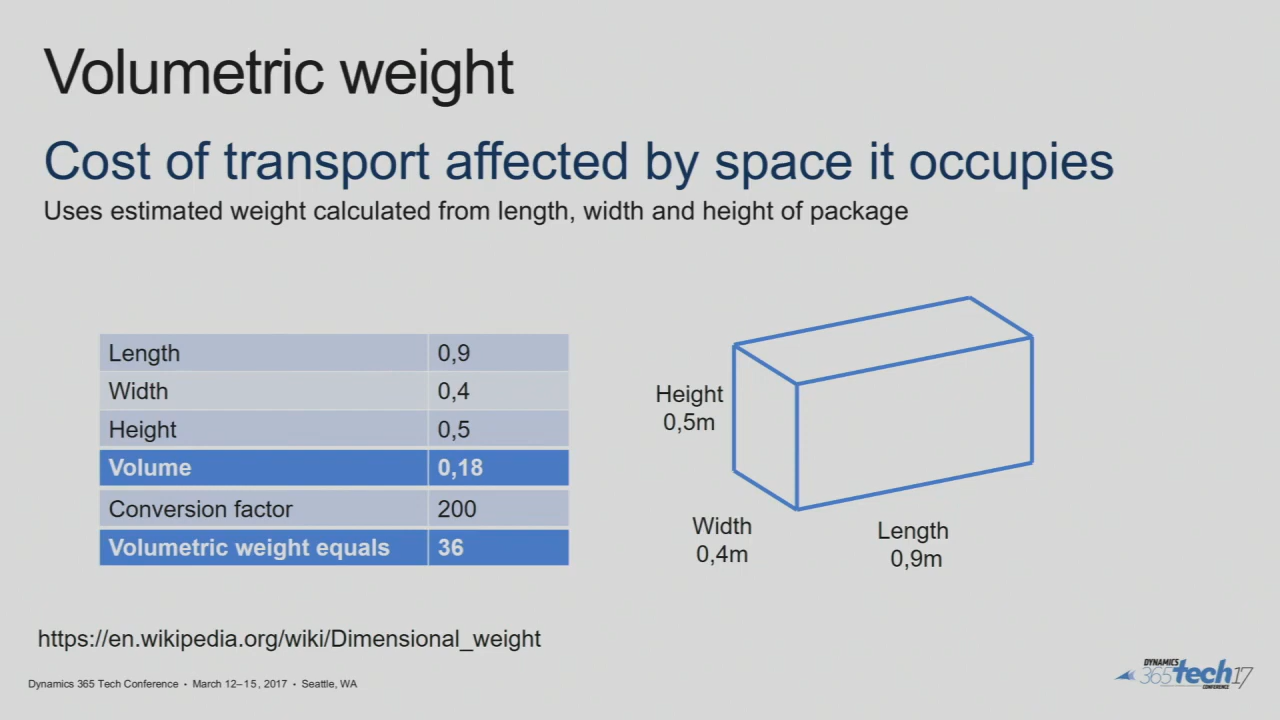 Volumetric weight
Cost of transport affected by space it occupies
Uses estimated weight calculated from length, width and height of package
Length 0,9
Width 0,4
Height 0,5
Volume 0,18
Conversion factor 200
Volumetric weight equals 36
Height
0,5m
Width
0,4m
Length
0,9m
https://en.wikipedia.org/wiki/Dimensional_weight
Dynamics 365 Tech Conference • March 12–15, 2017 • Seattle, WA
DYNAMICS
365tech17
CONFERENCE